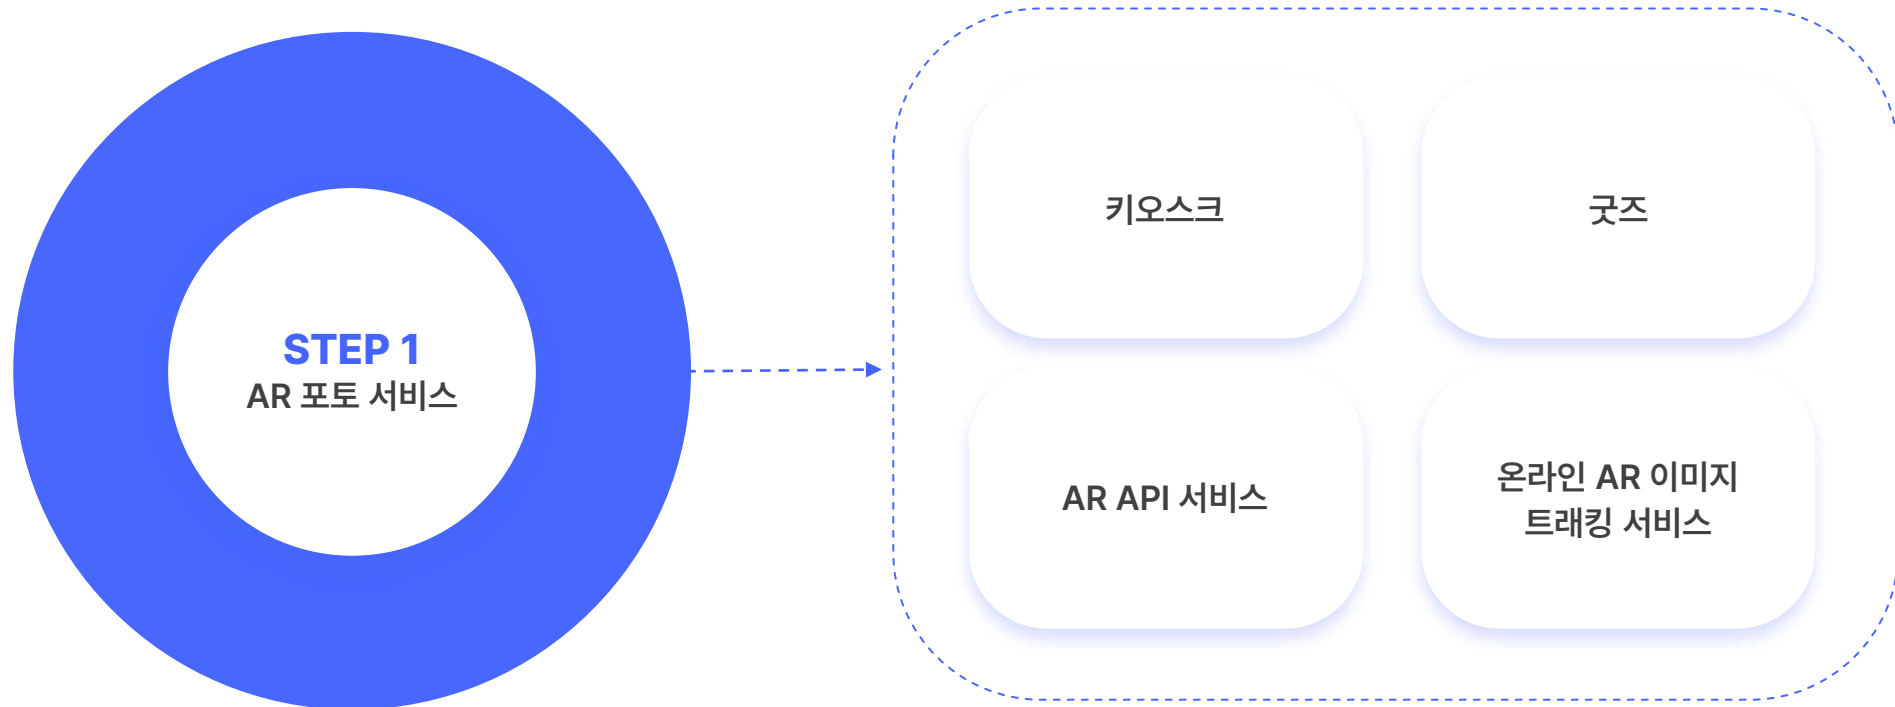 STEP 1
AR 포토 서비스
키오스크
굿즈
AR API 서비스
온라인 AR 이미지
트래킹 서비스